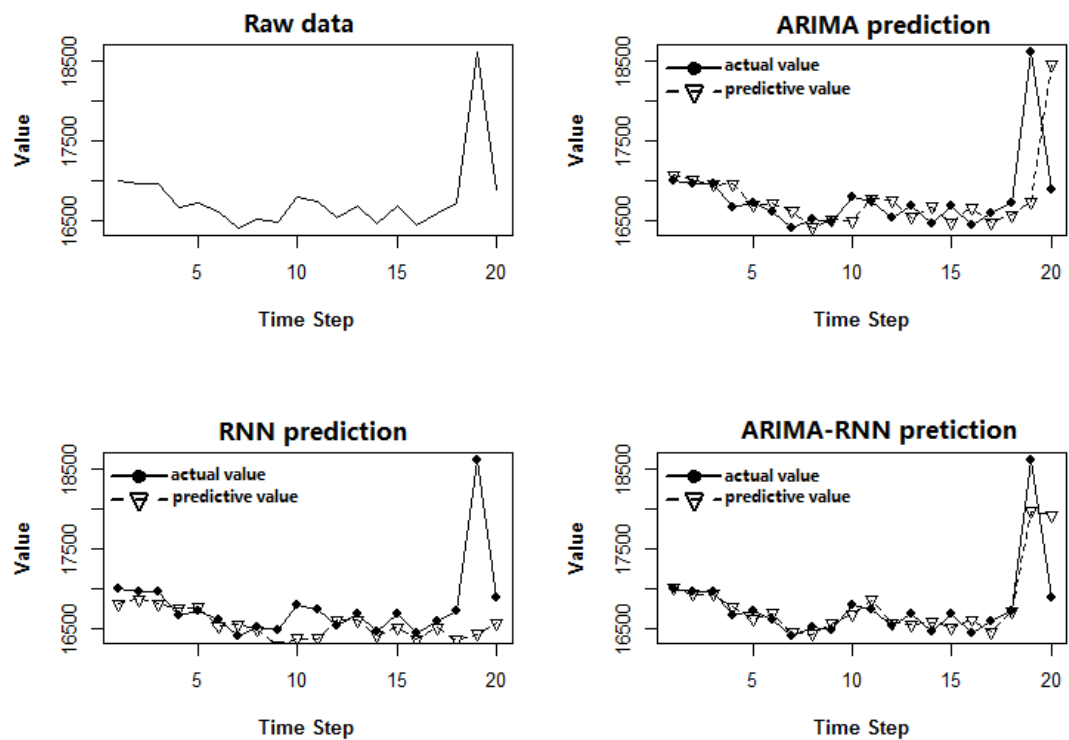 Raw data
Value
18500
17500
16500
5 10 15 20
Time Step
ARIMA prediction
actual value
predictive value
Value
18500
17500
16500
5 10 15 20
Time Step
RNN prediction
actual value
predictive value
Value
18500
17500
16500
5 10 15 20
Time Step
ARIMA-RNN pretiction
actual value
predictive value
Value
18500
17500
16500
5 10 15 20
Time Step